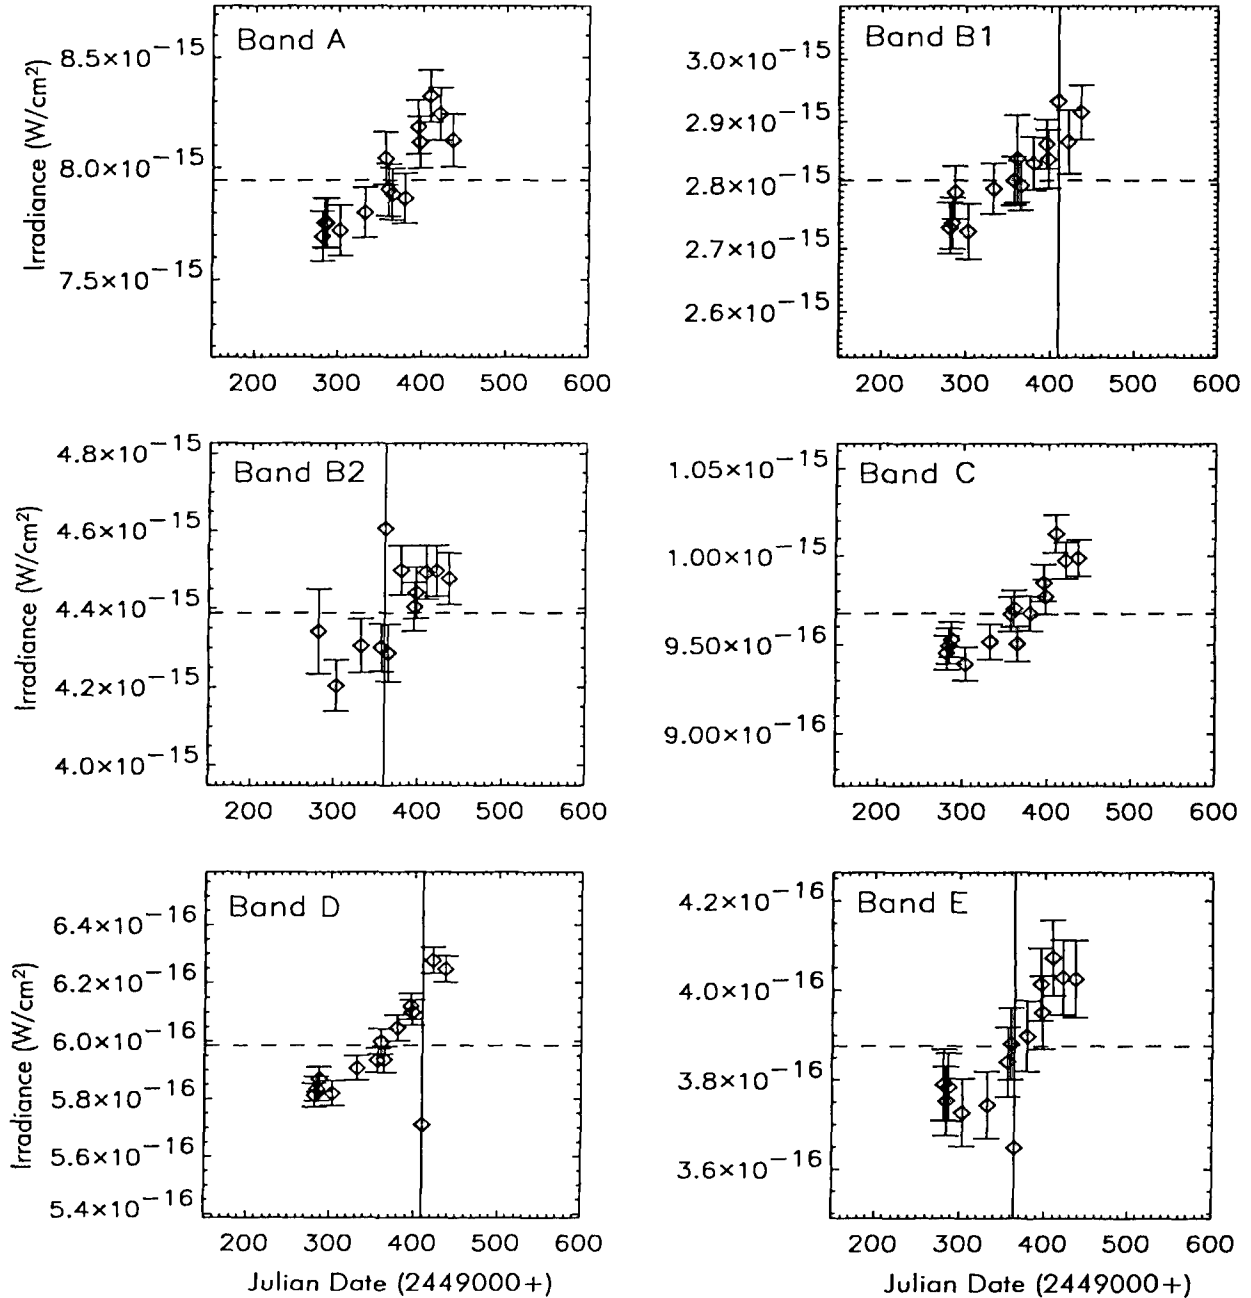 Band A
Irradiance (W/cm²)
8.5×10⁻¹⁵
8.0×10⁻¹⁵
7.5×10⁻¹⁵
200 300 400 500 600
Band B1
3.0×10⁻¹⁵
2.9×10⁻¹⁵
2.8×10⁻¹⁵
2.7×10⁻¹⁵
2.6×10⁻¹⁵
200 300 400 500 600
Band B2
Irradiance (W/cm²)
4.8×10⁻¹⁵
4.6×10⁻¹⁵
4.4×10⁻¹⁵
4.2×10⁻¹⁵
4.0×10⁻¹⁵
200 300 400 500 600
Band C
1.05×10⁻¹⁵
1.00×10⁻¹⁵
9.50×10⁻¹⁶
9.00×10⁻¹⁶
200 300 400 500 600
Band D
Irradiance (W/cm²)
6.4×10⁻¹⁶
6.2×10⁻¹⁶
6.0×10⁻¹⁶
5.8×10⁻¹⁶
5.6×10⁻¹⁶
5.4×10⁻¹⁶
200 300 400 500 600
Julian Date (2449000+)
Band E
4.2×10⁻¹⁶
4.0×10⁻¹⁶
3.8×10⁻¹⁶
3.6×10⁻¹⁶
200 300 400 500 600
Julian Date (2449000+)